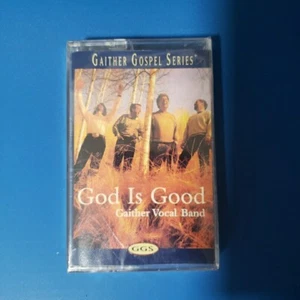 GAITHER GOSPEL SERIES
God Is Good
Gaither Vocal Band
GGS